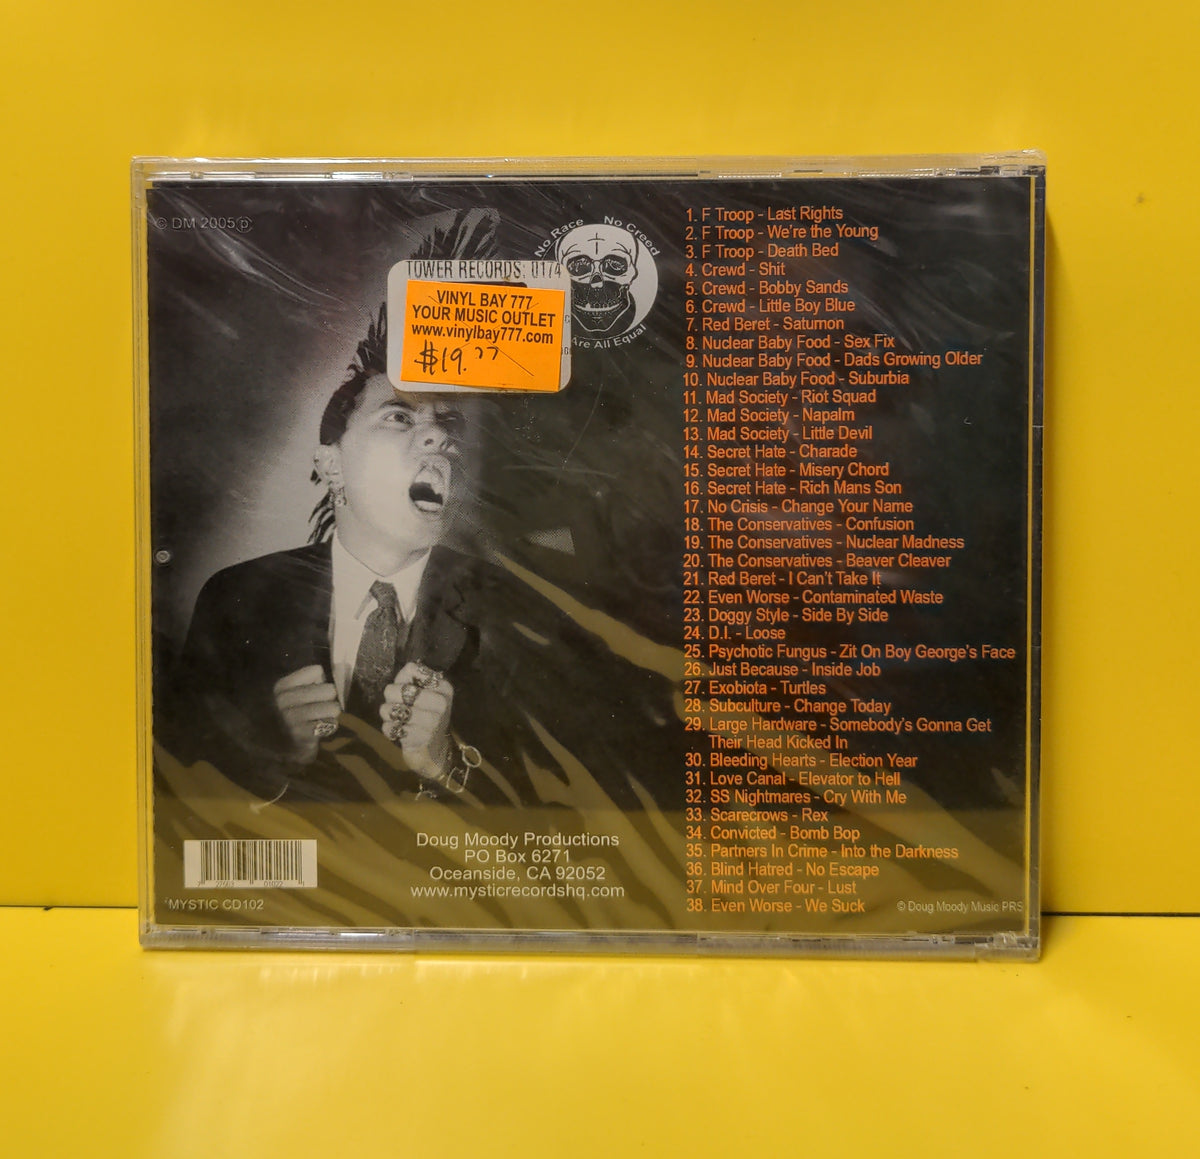 © DM 2005 ℗
No Race No Creed
Are All Equal
TOWER RECORDS: 0174
VINYL BAY 777
YOUR MUSIC OUTLET
www.vinylbay777.com
$19.77
1. F Troop - Last Rights
2. F Troop - We're the Young
3. F Troop - Death Bed
4. Crewd - Shit
5. Crewd - Bobby Sands
6. Crewd - Little Boy Blue
7. Red Beret - Saturnon
8. Nuclear Baby Food - Sex Fix
9. Nuclear Baby Food - Dads Growing Older
10. Nuclear Baby Food - Suburbia
11. Mad Society - Riot Squad
12. Mad Society - Napalm
13. Mad Society - Little Devil
14. Secret Hate - Charade
15. Secret Hate - Misery Chord
16. Secret Hate - Rich Mans Son
17. No Crisis - Change Your Name
18. The Conservatives - Confusion
19. The Conservatives - Nuclear Madness
20. The Conservatives - Beaver Cleaver
21. Red Beret - I Can't Take It
22. Even Worse - Contaminated Waste
23. Doggy Style - Side By Side
24. D.I. - Loose
25. Psychotic Fungus - Zit On Boy George's Face
26. Just Because - Inside Job
27. Exobiota - Turtles
28. Subculture - Change Today
29. Large Hardware - Somebody's Gonna Get
Their Head Kicked In
30. Bleeding Hearts - Election Year
31. Love Canal - Elevator to Hell
32. SS Nightmares - Cry With Me
33. Scarecrows - Rex
34. Convicted - Bomb Bop
35. Partners In Crime - Into the Darkness
36. Blind Hatred - No Escape
37. Mind Over Four - Lust
38. Even Worse - We Suck
© Doug Moody Music PRS
Doug Moody Productions
PO Box 6271
Oceanside, CA 92052
www.mysticrecordshq.com
MYSTIC CD102